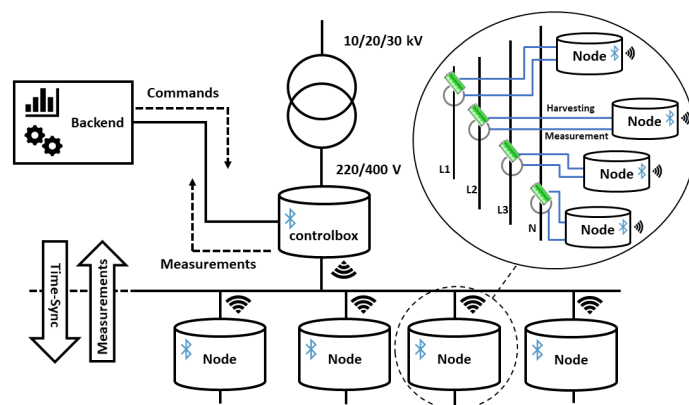 10/20/30 kV
Commands
Backend
220/400 V
controlbox
Measurements
Time-Sync
Measurements
Node
Node
Node
Node
Node
Node
Node
Node
Harvesting
Measurement
L1
L2
L3
N